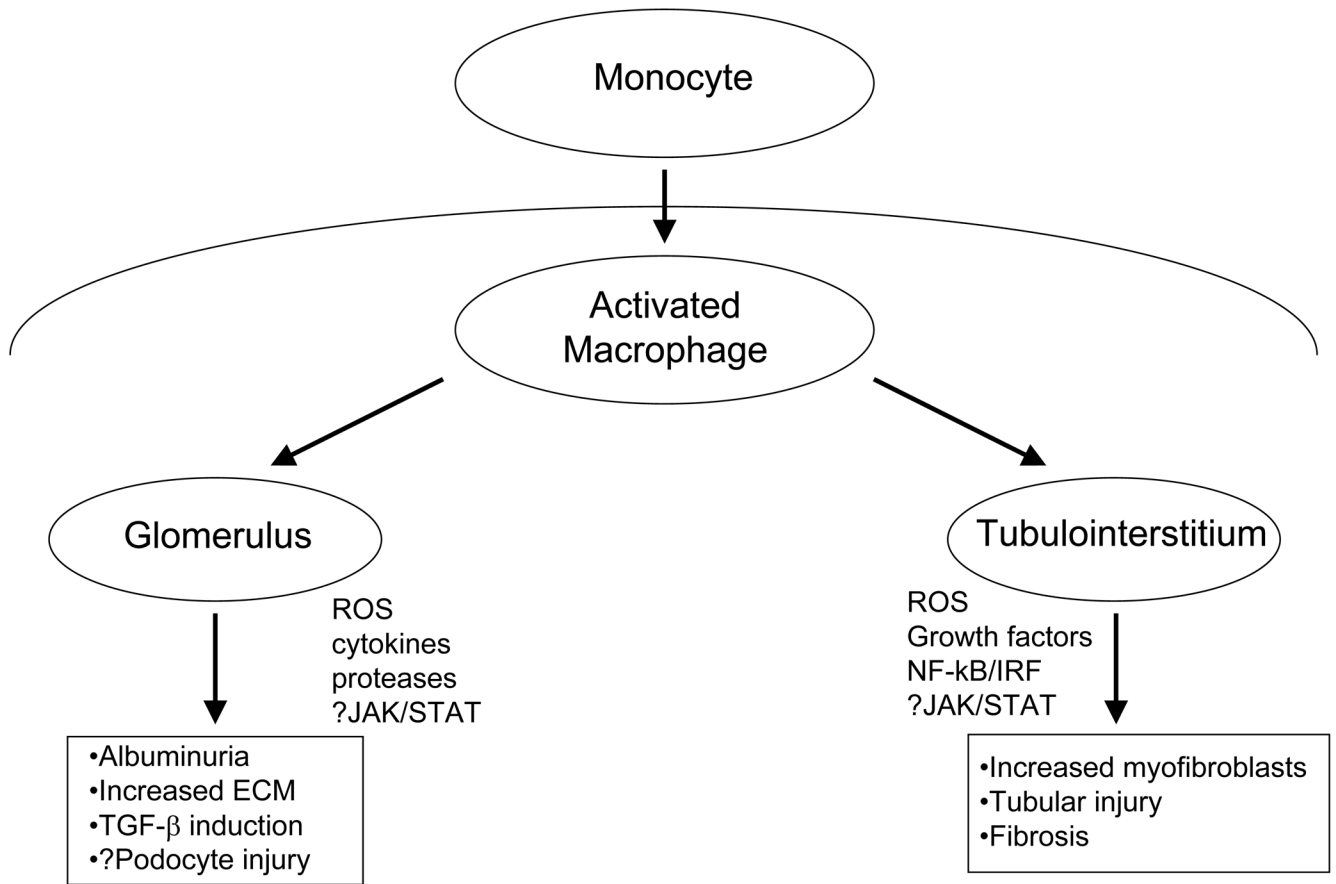 Monocyte
Activated
Macrophage
Glomerulus
Tubulointerstitium
ROS
cytokines
proteases
?JAK/STAT
ROS
Growth factors
NF-kB/IRF
?JAK/STAT
•Albuminuria
•Increased ECM
•TGF-β induction
•?Podocyte injury
•Increased myofibroblasts
•Tubular injury
•Fibrosis